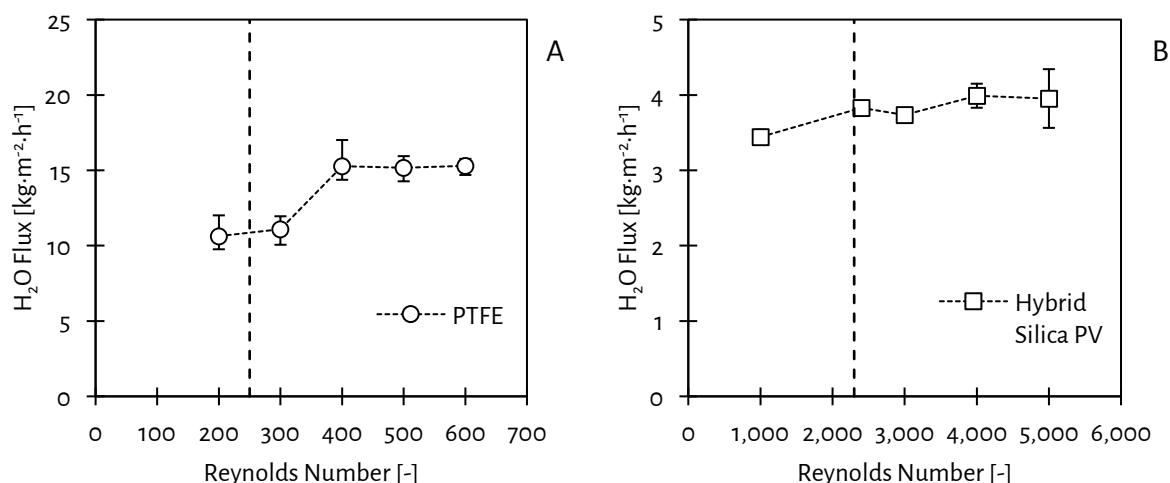 A
H₂O Flux [kg·m⁻²·h⁻¹]
25
20
15
10
5
0
0 100 200 300 400 500 600 700
Reynolds Number [-]
PTFE
B
H₂O Flux [kg·m⁻²·h⁻¹]
5
4
3
2
1
0
0 1,000 2,000 3,000 4,000 5,000 6,000
Reynolds Number [-]
Hybrid
Silica PV